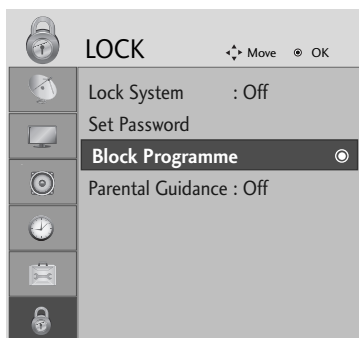 LOCK Move OK
Lock System : Off
Set Password
Block Programme
Parental Guidance : Off